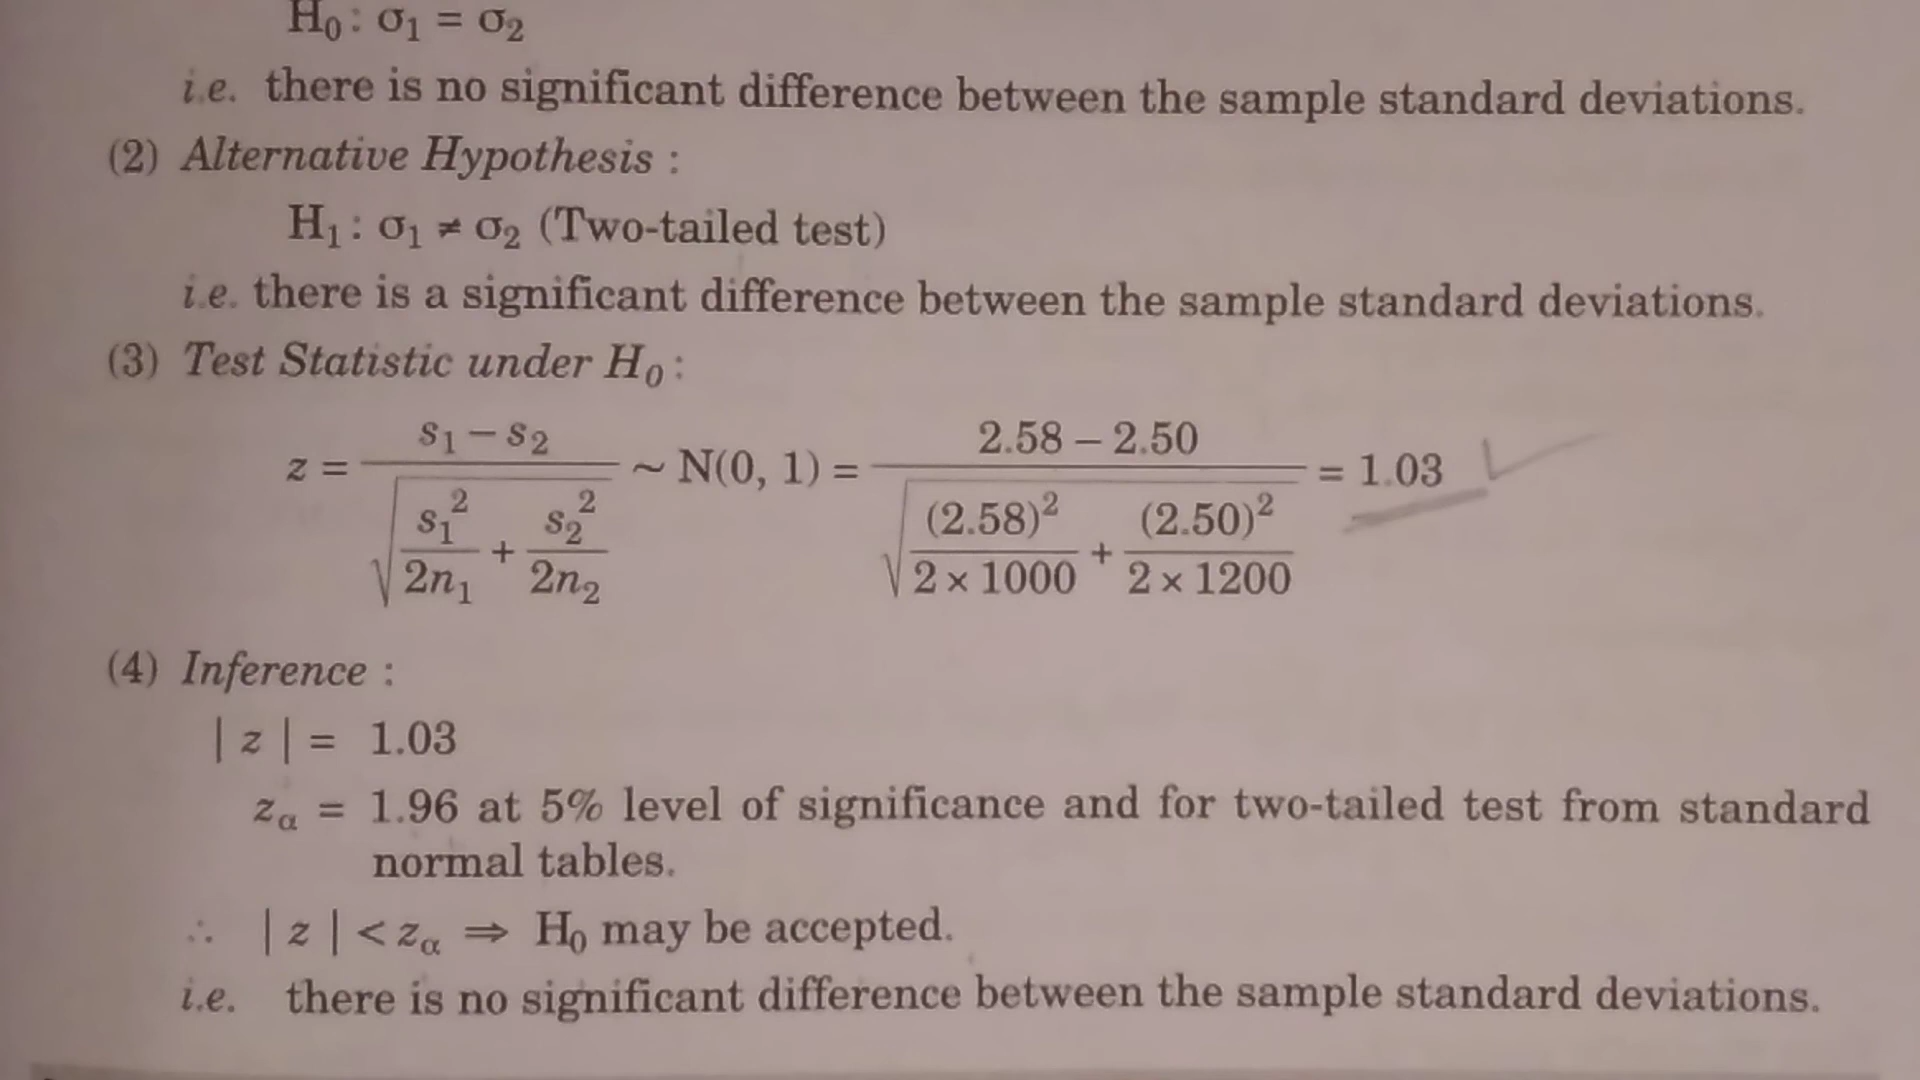 H₀ : σ₁ = σ₂
i.e. there is no significant difference between the sample standard deviations.
(2) Alternative Hypothesis :
H₁ : σ₁ ≠ σ₂ (Two-tailed test)
i.e. there is a significant difference between the sample standard deviations.
(3) Test Statistic under H₀ :
z = (s₁ – s₂) / √(s₁²/2n₁ + s₂²/2n₂) ~ N(0, 1) = (2.58 – 2.50) / √((2.58)²/(2 × 1000) + (2.50)²/(2 × 1200)) = 1.03
(4) Inference :
| z | = 1.03
z_α = 1.96 at 5% level of significance and for two-tailed test from standard
normal tables.
∴ | z | < z_α ⇒ H₀ may be accepted.
i.e. there is no significant difference between the sample standard deviations.